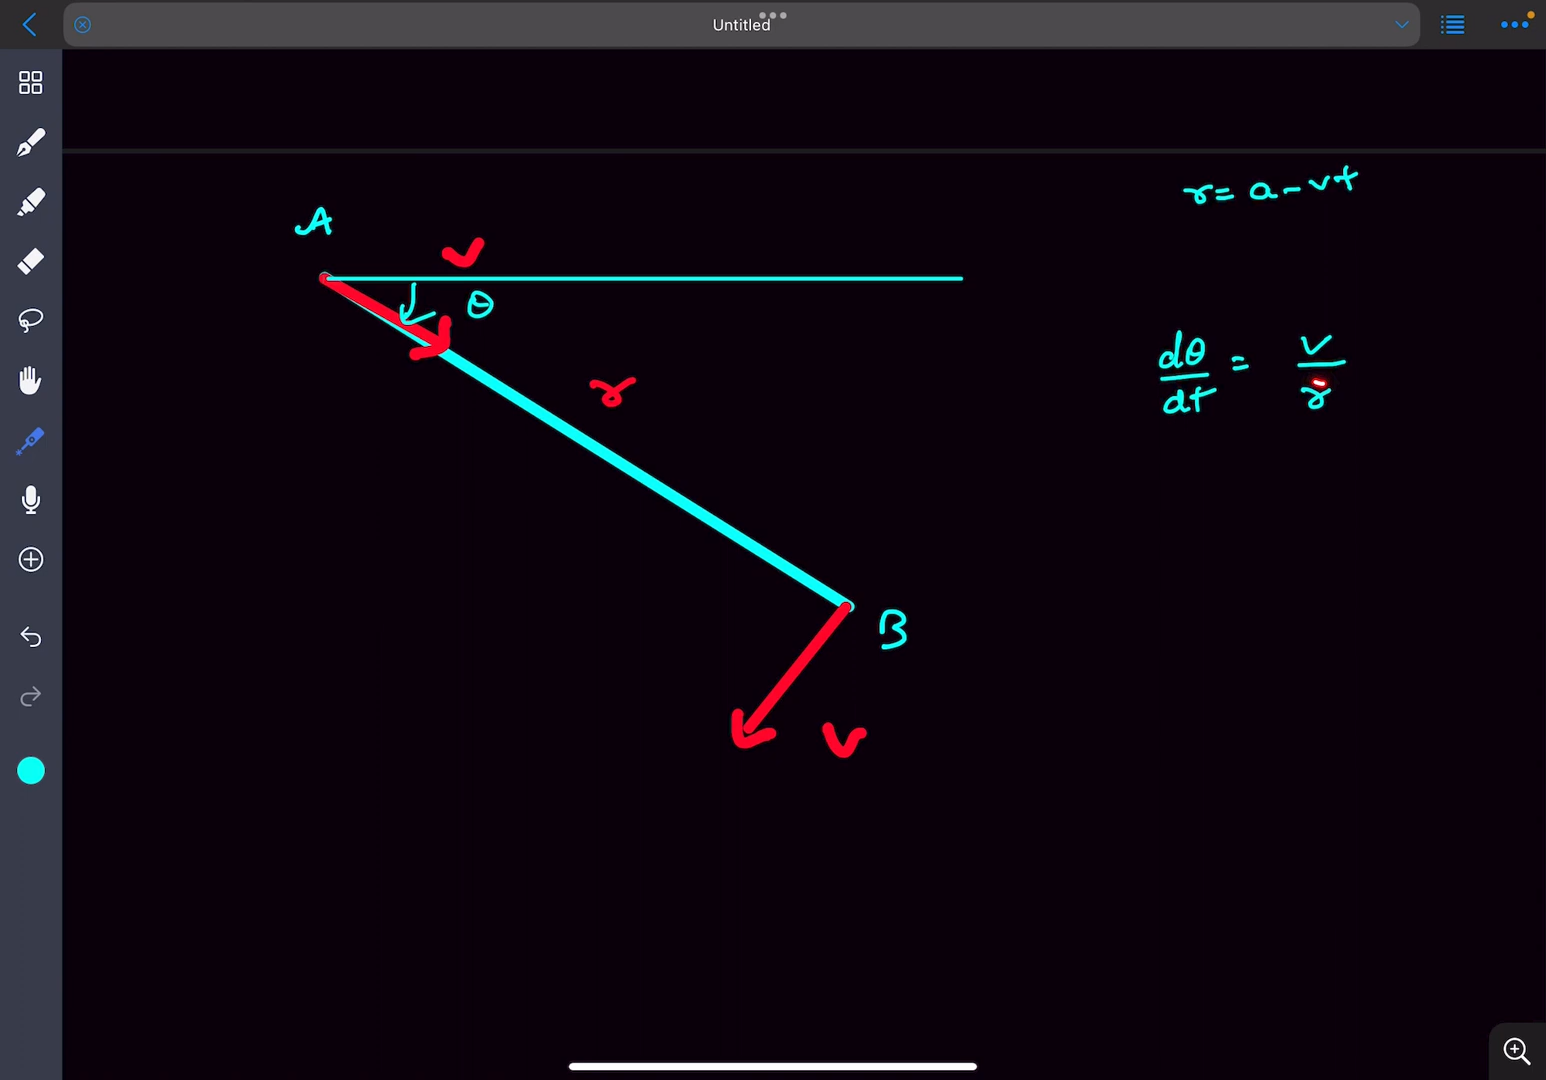 Untitled
r = a - vt
A
v
θ
dθ/dt = v/r
r
B
v